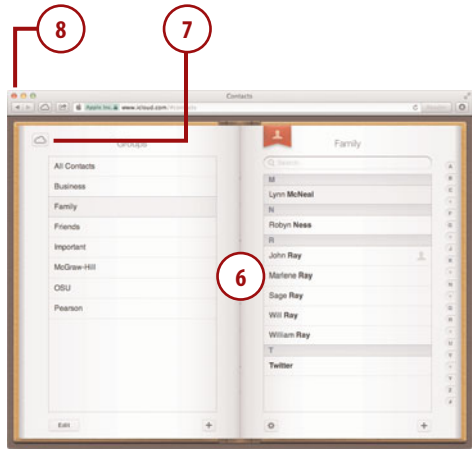 8
7
Contacts
Apple Inc. www.icloud.com/#contacts
Reader
Groups
Family
All Contacts
Business
Family
Friends
Important
McGraw-Hill
OSU
Pearson
Edit
+
Search
M
Lynn McNeal
N
Robyn Ness
R
John Ray
6
Marlene Ray
Sage Ray
Will Ray
William Ray
T
Twitter
+